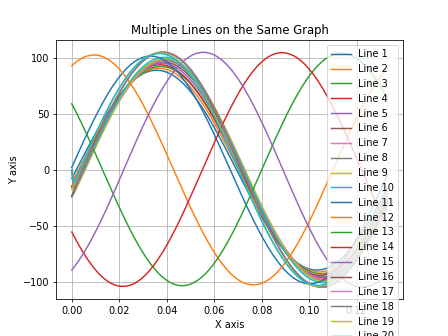 Multiple Lines on the Same Graph
Y axis
100
50
0
−50
−100
0.00
0.02
0.04
0.06
0.08
0.10
X axis
Line 1
Line 2
Line 3
Line 4
Line 5
Line 6
Line 7
Line 8
Line 9
Line 10
Line 11
Line 12
Line 13
Line 14
Line 15
Line 16
Line 17
Line 18
Line 19
Line 20